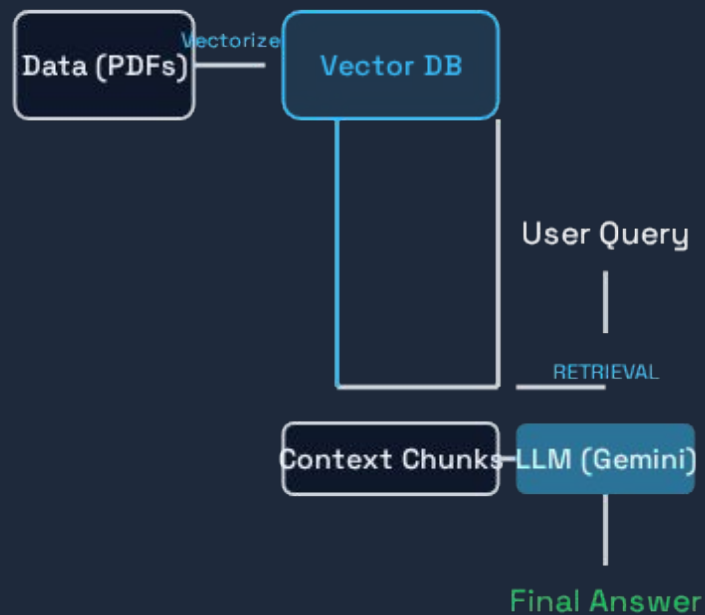 Data (PDFs)
Vectorize
Vector DB
User Query
RETRIEVAL
Context Chunks
LLM (Gemini)
Final Answer